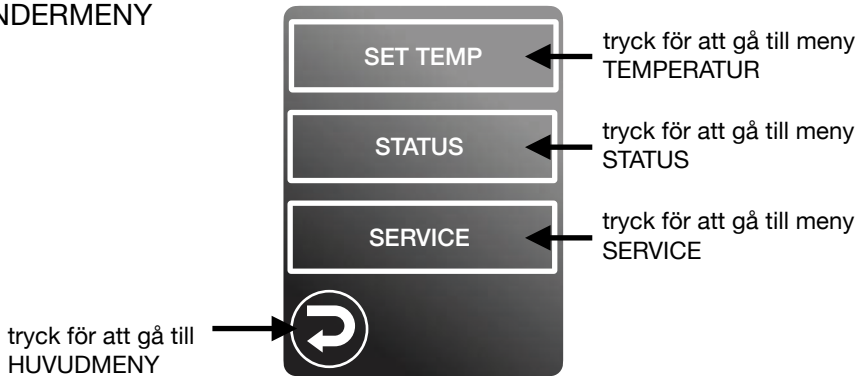 NDERMENY
SET TEMP
tryck för att gå till meny
TEMPERATUR
STATUS
tryck för att gå till meny
STATUS
SERVICE
tryck för att gå till meny
SERVICE
tryck för att gå till
HUVUDMENY